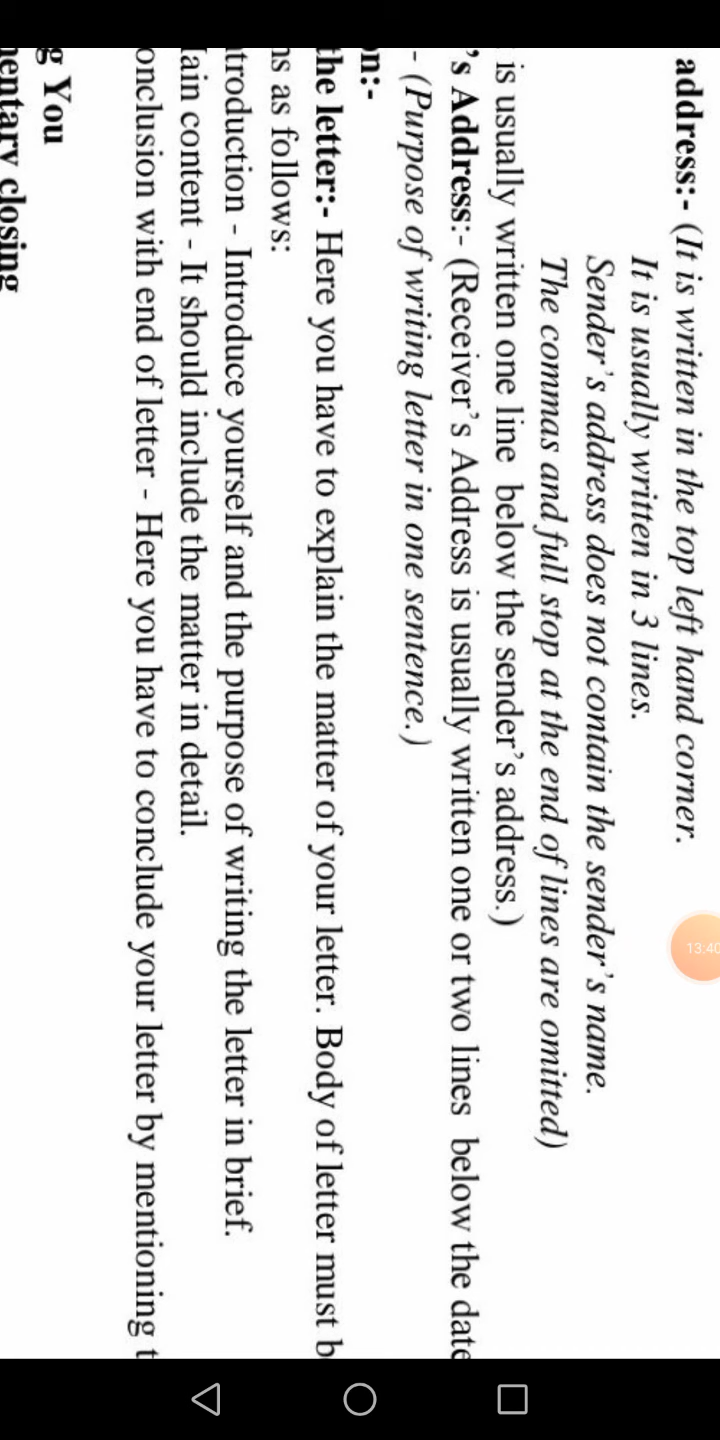 address:- (It is written in the top left hand corner.
It is usually written in 3 lines.
Sender's address does not contain the sender's name.
The commas and full stop at the end of lines are omitted)
is usually written one line below the sender's address.)
's Address:- (Receiver's Address is usually written one or two lines below the date
- (Purpose of writing letter in one sentence.)
n:-
the letter:- Here you have to explain the matter of your letter. Body of letter must b
ns as follows:
troduction - Introduce yourself and the purpose of writing the letter in brief.
ain content - It should include the matter in detail.
onclusion with end of letter - Here you have to conclude your letter by mentioning t
g You
entary closing
13:40